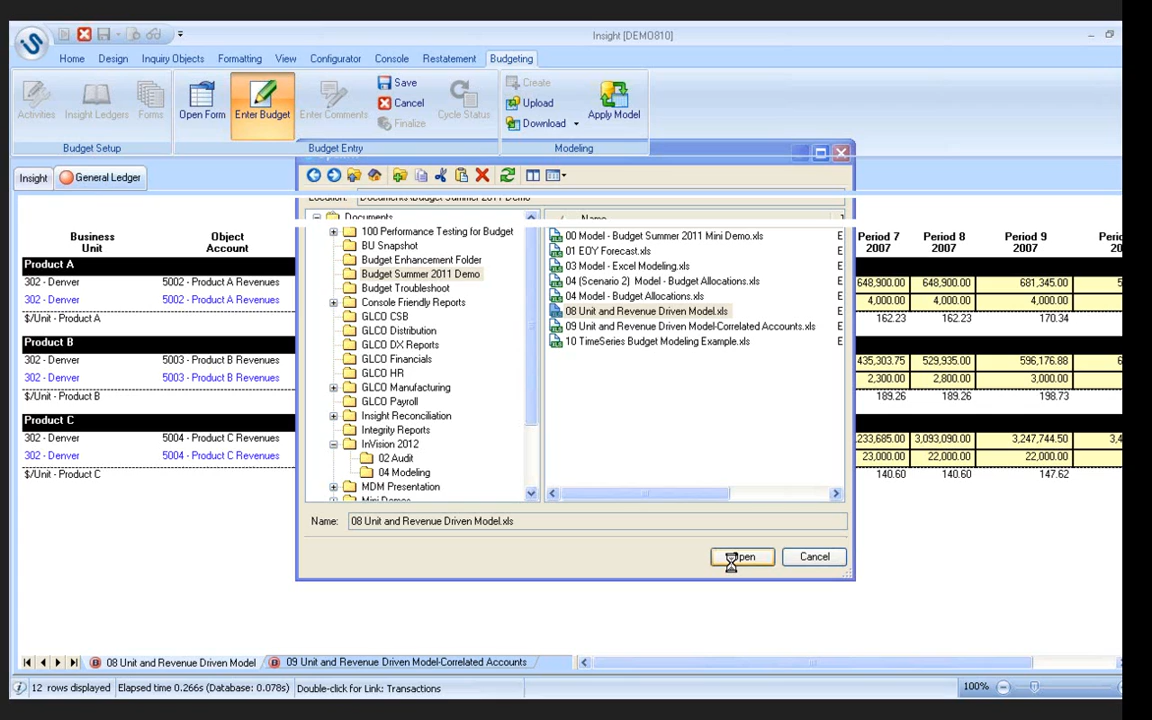 Insight [DEMO810]
Home Design Inquiry Objects Formatting View Configurator Console Restatement Budgeting
Activities Insight Ledgers Forms Open Form Enter Budget Enter Comments Save Cancel Finalize Cycle Status Create Upload Download Apply Model
Budget Setup Budget Entry Modeling
Insight General Ledger
Business Unit
Object Account
Period 7 2007
Period 8 2007
Period 9 2007
2007
Product A
302 - Denver 5002 - Product A Revenues 648,900.00 648,900.00 681,345.00
302 - Denver 5002 - Product A Revenues 4,000.00 4,000.00 4,000.00
$/Unit - Product A 162.23 162.23 170.34
Product B
302 - Denver 5003 - Product B Revenues 435,303.75 529,935.00 596,176.88
302 - Denver 5003 - Product B Revenues 2,300.00 2,800.00 3,000.00
$/Unit - Product B 189.26 189.26 198.73
Product C
302 - Denver 5004 - Product C Revenues 233,685.00 3,093,090.00 3,247,744.50
302 - Denver 5004 - Product C Revenues 23,000.00 22,000.00 22,000.00
$/Unit - Product C 140.60 140.60 147.62
Documents
100 Performance Testing for Budget
BU Snapshot
Budget Enhancement Folder
Budget Summer 2011 Demo
Budget Troubleshoot
Console Friendly Reports
GLCO CSB
GLCO Distribution
GLCO DX Reports
GLCO Financials
GLCO HR
GLCO Manufacturing
GLCO Payroll
Insight Reconciliation
Integrity Reports
InVision 2012
02 Audit
04 Modeling
MDM Presentation
Name
00 Model - Budget Summer 2011 Mini Demo.xls E
01 EOY Forecast.xls E
03 Model - Excel Modeling.xls E
04 (Scenario 2) Model - Budget Allocations.xls E
04 Model - Budget Allocations.xls E
08 Unit and Revenue Driven Model.xls E
09 Unit and Revenue Driven Model-Correlated Accounts.xls E
10 TimeSeries Budget Modeling Example.xls E
Name: 08 Unit and Revenue Driven Model.xls
Open Cancel
08 Unit and Revenue Driven Model 09 Unit and Revenue Driven Model-Correlated Accounts
12 rows displayed Elapsed time 0.266s (Database: 0.078s) Double-click for Link: Transactions 100%